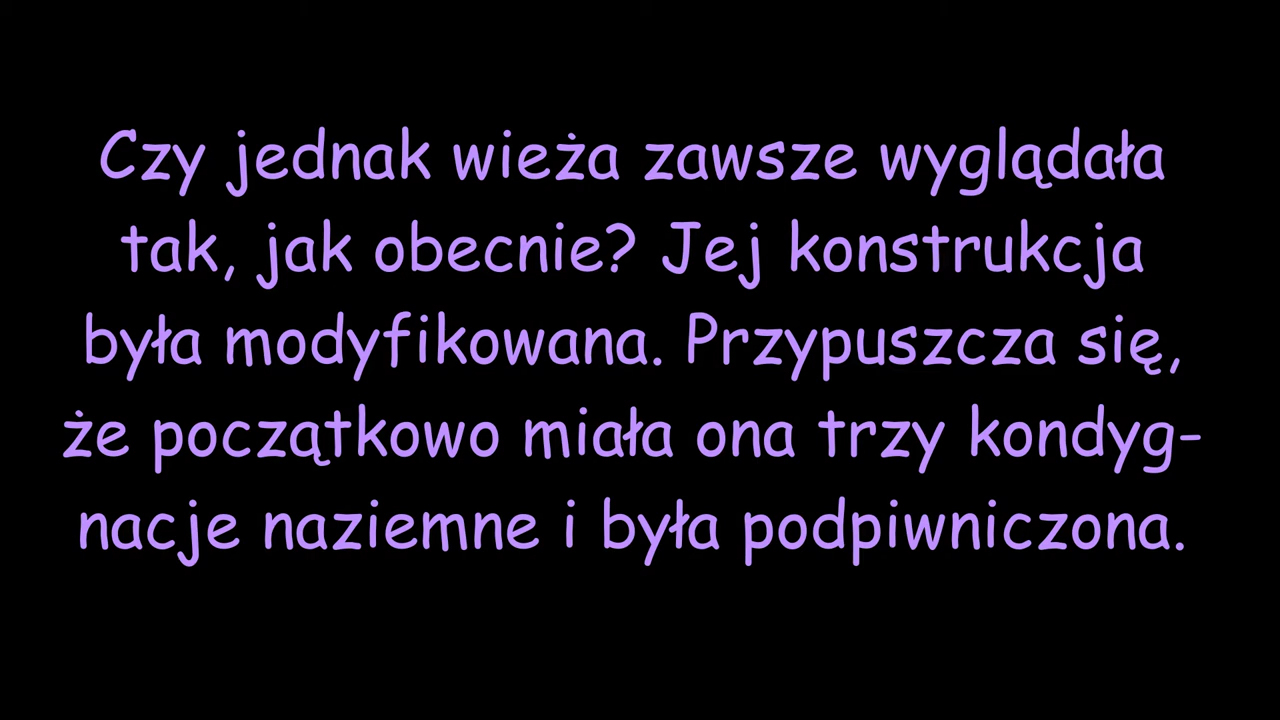 Czy jednak wieża zawsze wyglądała
tak, jak obecnie? Jej konstrukcja
była modyfikowana. Przypuszcza się,
że początkowo miała ona trzy kondyg-
nacje naziemne i była podpiwniczona.